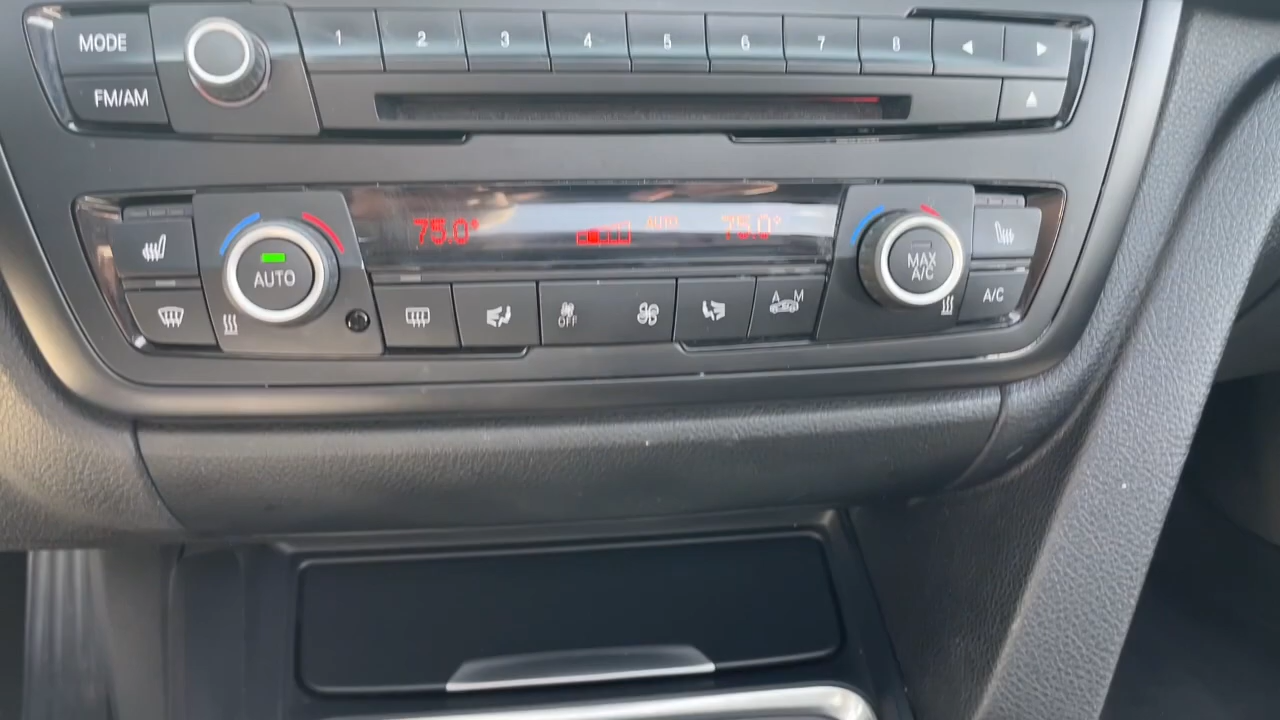 MODE 1 2 3 4 5 6 7 8
FM/AM
75.0° AUTO 75.0°
AUTO MAX
A/C
A/C
OFF A M